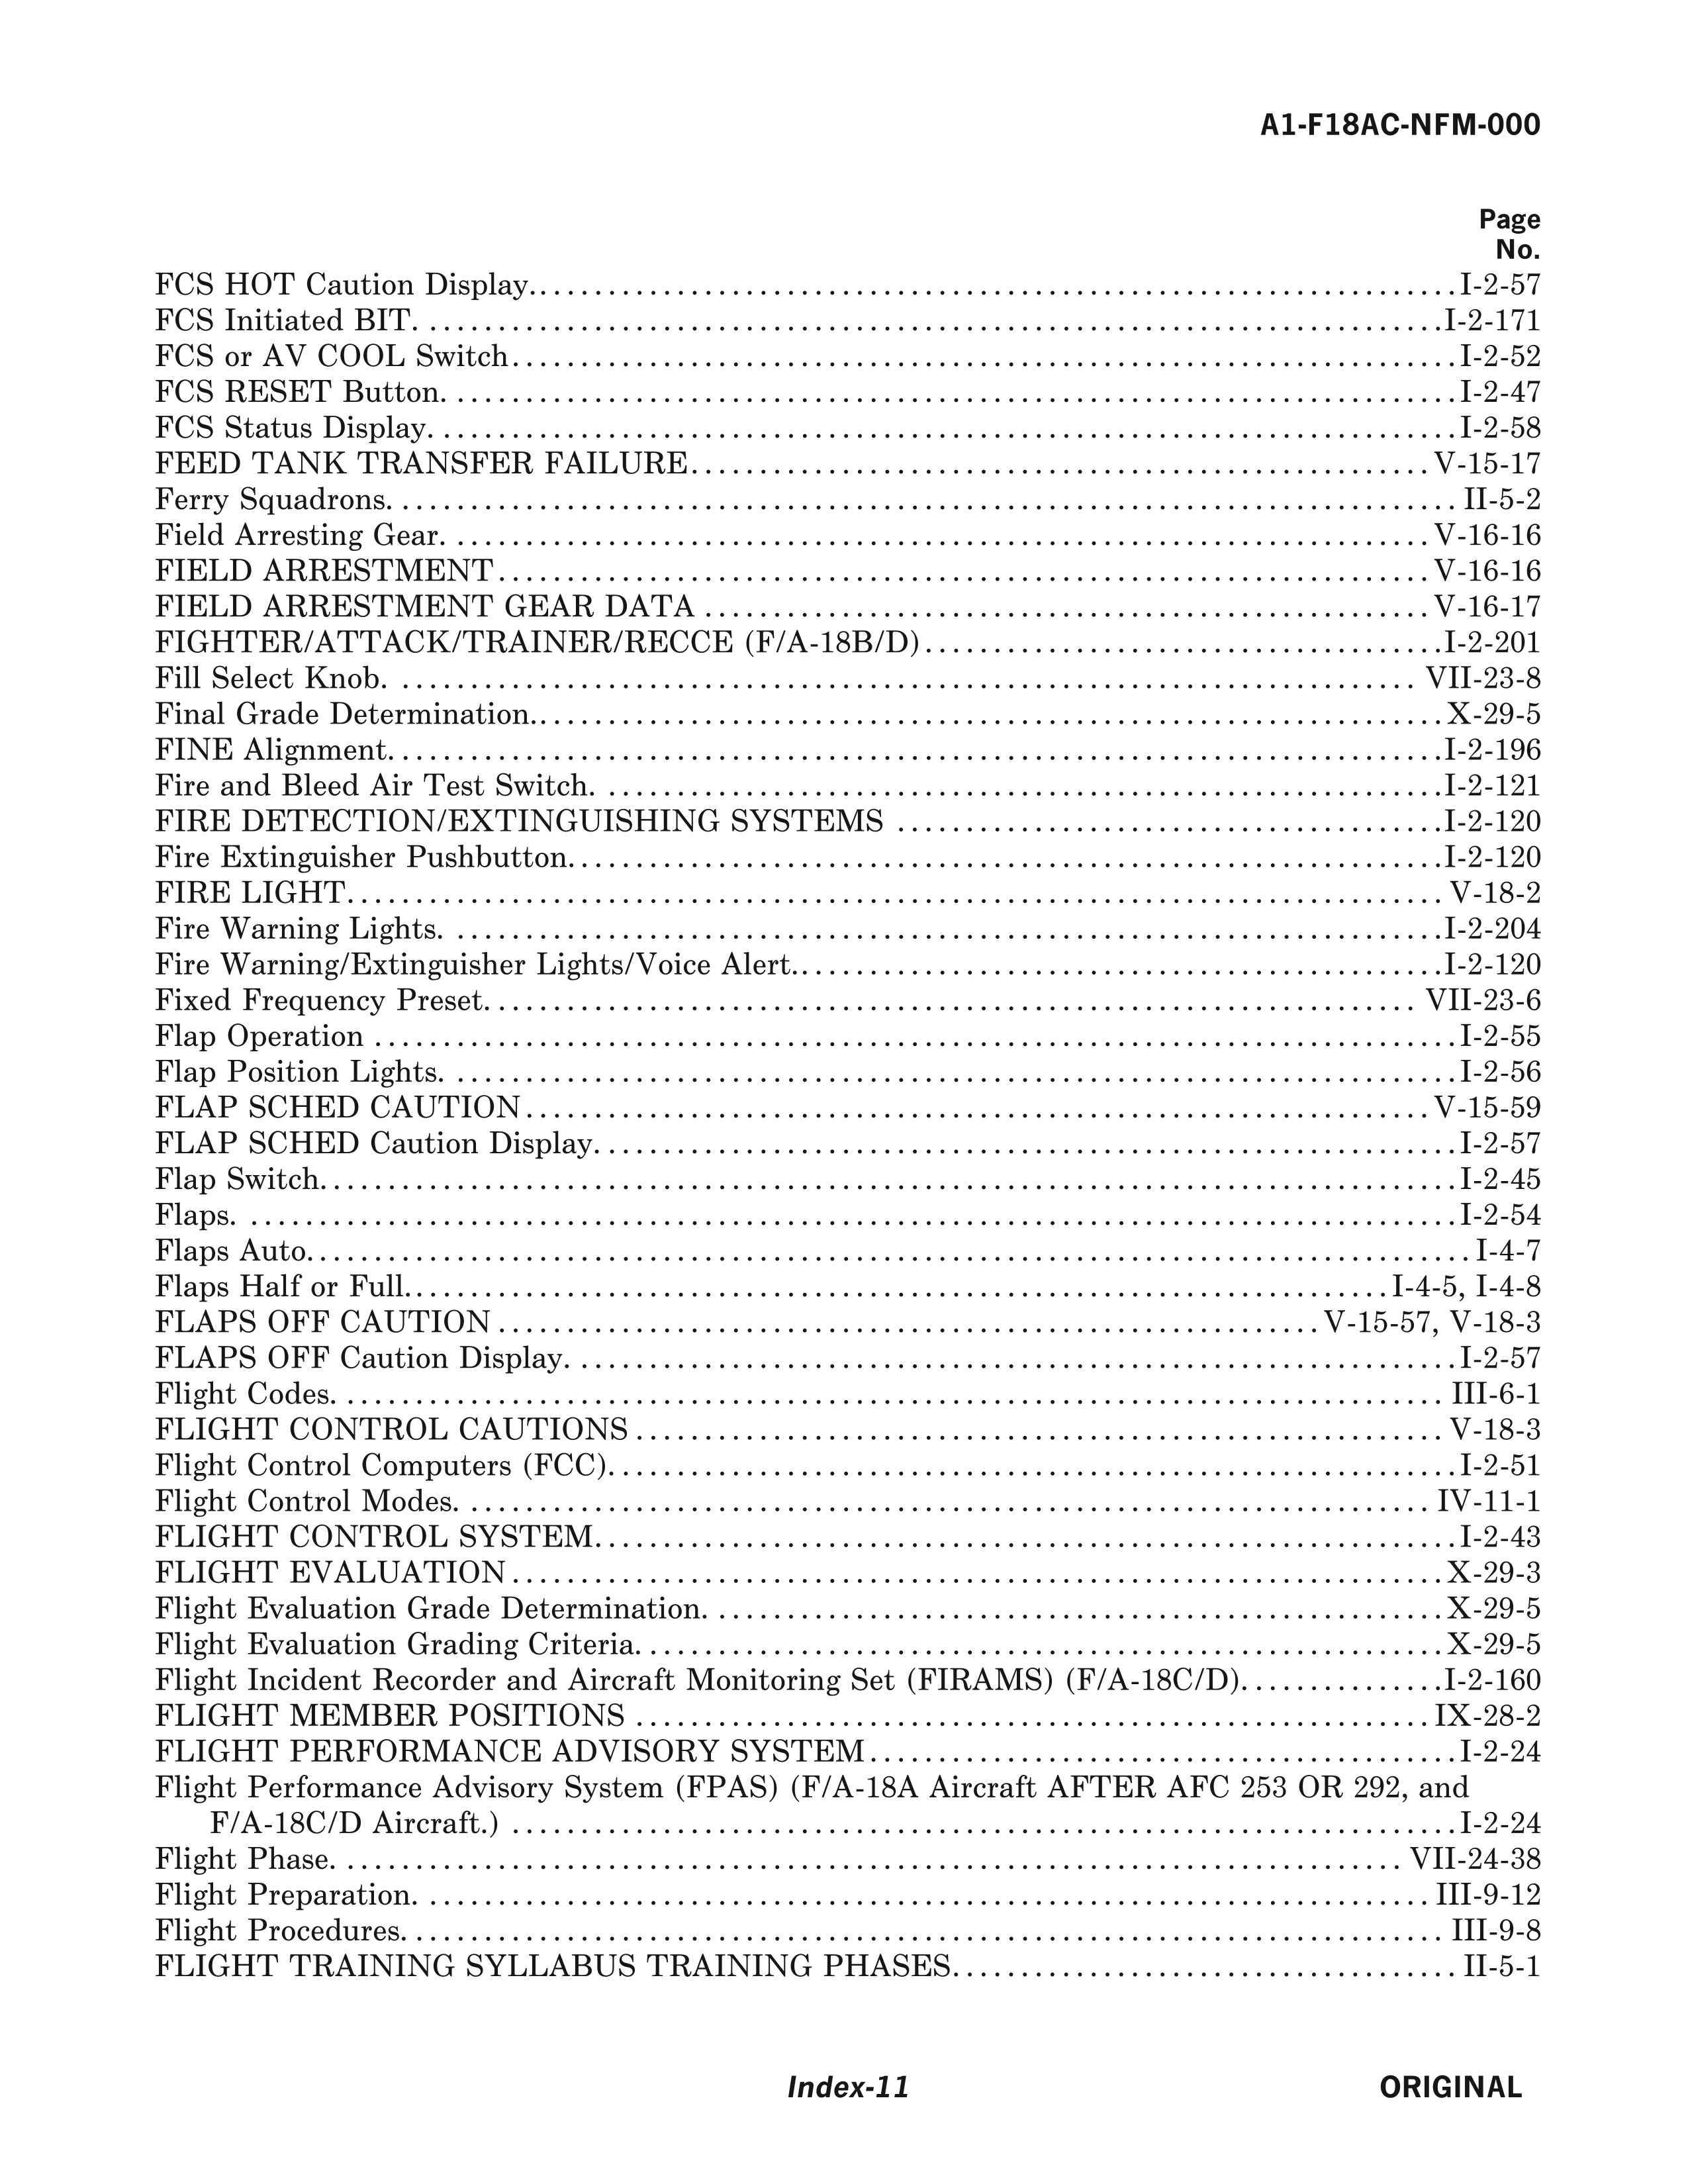 A1-F18AC-NFM-000
Page
No.
FCS HOT Caution Display. . . . . . . . . . . . . . . . . . . . I-2-57
FCS Initiated BIT. . . . . . . . . . . . . . . . . . . . I-2-171
FCS or AV COOL Switch . . . . . . . . . . . . . . . . . . . . I-2-52
FCS RESET Button. . . . . . . . . . . . . . . . . . . . I-2-47
FCS Status Display. . . . . . . . . . . . . . . . . . . . I-2-58
FEED TANK TRANSFER FAILURE . . . . . . . . . . . . . . . . . . . . V-15-17
Ferry Squadrons. . . . . . . . . . . . . . . . . . . . II-5-2
Field Arresting Gear. . . . . . . . . . . . . . . . . . . . V-16-16
FIELD ARRESTMENT . . . . . . . . . . . . . . . . . . . . V-16-16
FIELD ARRESTMENT GEAR DATA . . . . . . . . . . . . . . . . . . . . V-16-17
FIGHTER/ATTACK/TRAINER/RECCE (F/A-18B/D) . . . . . . . . . . . . . . . . . . . . I-2-201
Fill Select Knob. . . . . . . . . . . . . . . . . . . . VII-23-8
Final Grade Determination. . . . . . . . . . . . . . . . . . . . X-29-5
FINE Alignment. . . . . . . . . . . . . . . . . . . . I-2-196
Fire and Bleed Air Test Switch. . . . . . . . . . . . . . . . . . . . I-2-121
FIRE DETECTION/EXTINGUISHING SYSTEMS . . . . . . . . . . . . . . . . . . . . I-2-120
Fire Extinguisher Pushbutton. . . . . . . . . . . . . . . . . . . . I-2-120
FIRE LIGHT . . . . . . . . . . . . . . . . . . . . V-18-2
Fire Warning Lights. . . . . . . . . . . . . . . . . . . . I-2-204
Fire Warning/Extinguisher Lights/Voice Alert. . . . . . . . . . . . . . . . . . . . I-2-120
Fixed Frequency Preset. . . . . . . . . . . . . . . . . . . . VII-23-6
Flap Operation . . . . . . . . . . . . . . . . . . . . I-2-55
Flap Position Lights. . . . . . . . . . . . . . . . . . . . I-2-56
FLAP SCHED CAUTION . . . . . . . . . . . . . . . . . . . . V-15-59
FLAP SCHED Caution Display. . . . . . . . . . . . . . . . . . . . I-2-57
Flap Switch. . . . . . . . . . . . . . . . . . . . I-2-45
Flaps. . . . . . . . . . . . . . . . . . . . I-2-54
Flaps Auto. . . . . . . . . . . . . . . . . . . . I-4-7
Flaps Half or Full. . . . . . . . . . . . . . . . . . . . I-4-5, I-4-8
FLAPS OFF CAUTION . . . . . . . . . . . . . . . . . . . . V-15-57, V-18-3
FLAPS OFF Caution Display. . . . . . . . . . . . . . . . . . . . I-2-57
Flight Codes. . . . . . . . . . . . . . . . . . . . III-6-1
FLIGHT CONTROL CAUTIONS . . . . . . . . . . . . . . . . . . . . V-18-3
Flight Control Computers (FCC). . . . . . . . . . . . . . . . . . . . I-2-51
Flight Control Modes. . . . . . . . . . . . . . . . . . . . IV-11-1
FLIGHT CONTROL SYSTEM. . . . . . . . . . . . . . . . . . . . I-2-43
FLIGHT EVALUATION . . . . . . . . . . . . . . . . . . . . X-29-3
Flight Evaluation Grade Determination. . . . . . . . . . . . . . . . . . . . X-29-5
Flight Evaluation Grading Criteria. . . . . . . . . . . . . . . . . . . . X-29-5
Flight Incident Recorder and Aircraft Monitoring Set (FIRAMS) (F/A-18C/D). . . . . . . . . . . . . . . I-2-160
FLIGHT MEMBER POSITIONS . . . . . . . . . . . . . . . . . . . . IX-28-2
FLIGHT PERFORMANCE ADVISORY SYSTEM . . . . . . . . . . . . . . . . . . . . I-2-24
Flight Performance Advisory System (FPAS) (F/A-18A Aircraft AFTER AFC 253 OR 292, and
F/A-18C/D Aircraft.) . . . . . . . . . . . . . . . . . . . . I-2-24
Flight Phase. . . . . . . . . . . . . . . . . . . . VII-24-38
Flight Preparation. . . . . . . . . . . . . . . . . . . . III-9-12
Flight Procedures. . . . . . . . . . . . . . . . . . . . III-9-8
FLIGHT TRAINING SYLLABUS TRAINING PHASES. . . . . . . . . . . . . . . . . . . . II-5-1
Index-11
ORIGINAL